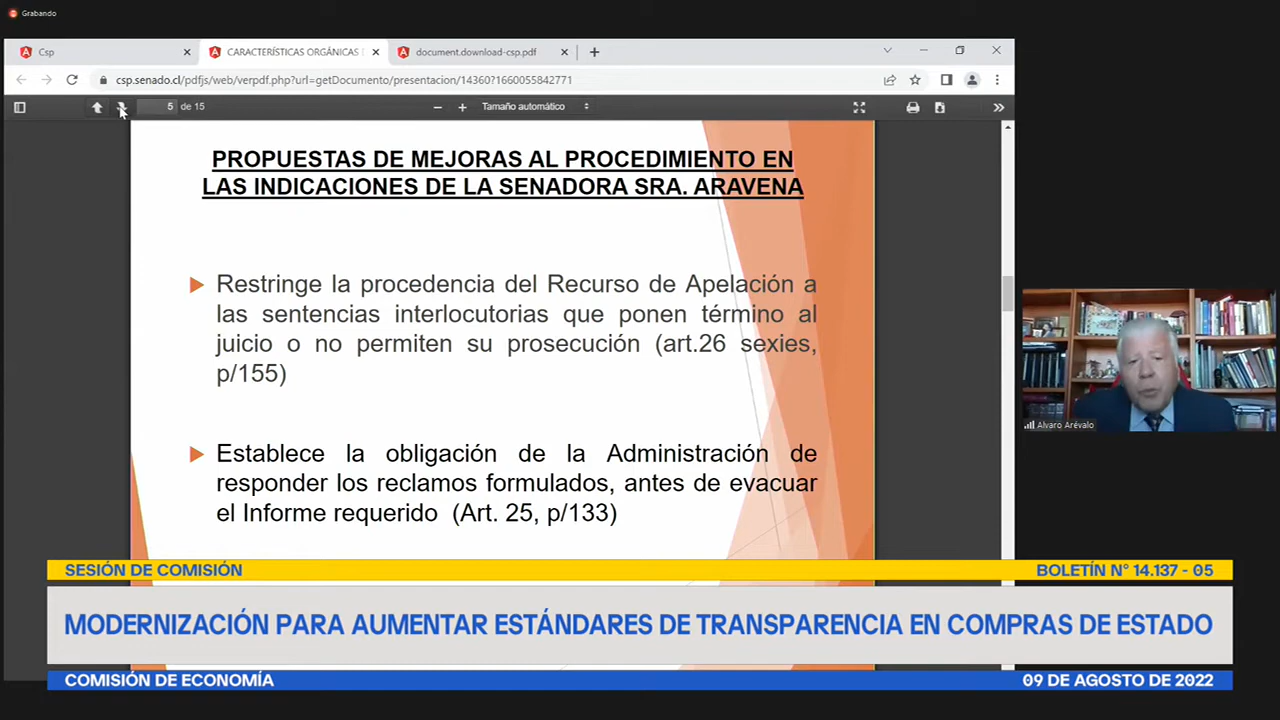 Grabando
Csp
CARACTERÍSTICAS ORGÁNICAS
document.download-csp.pdf
csp.senado.cl/pdfjs/web/verpdf.php?url=getDocumento/presentacion/14360?1660055842771
5 de 15
Tamaño automático
PROPUESTAS DE MEJORAS AL PROCEDIMIENTO EN
LAS INDICACIONES DE LA SENADORA SRA. ARAVENA
Restringe la procedencia del Recurso de Apelación a
las sentencias interlocutorias que ponen término al
juicio o no permiten su prosecución (art.26 sexies,
p/155)
Establece la obligación de la Administración de
responder los reclamos formulados, antes de evacuar
el Informe requerido (Art. 25, p/133)
Alvaro Arévalo
SESIÓN DE COMISIÓN
BOLETÍN N° 14.137 - 05
MODERNIZACIÓN PARA AUMENTAR ESTÁNDARES DE TRANSPARENCIA EN COMPRAS DE ESTADO
COMISIÓN DE ECONOMÍA
09 DE AGOSTO DE 2022